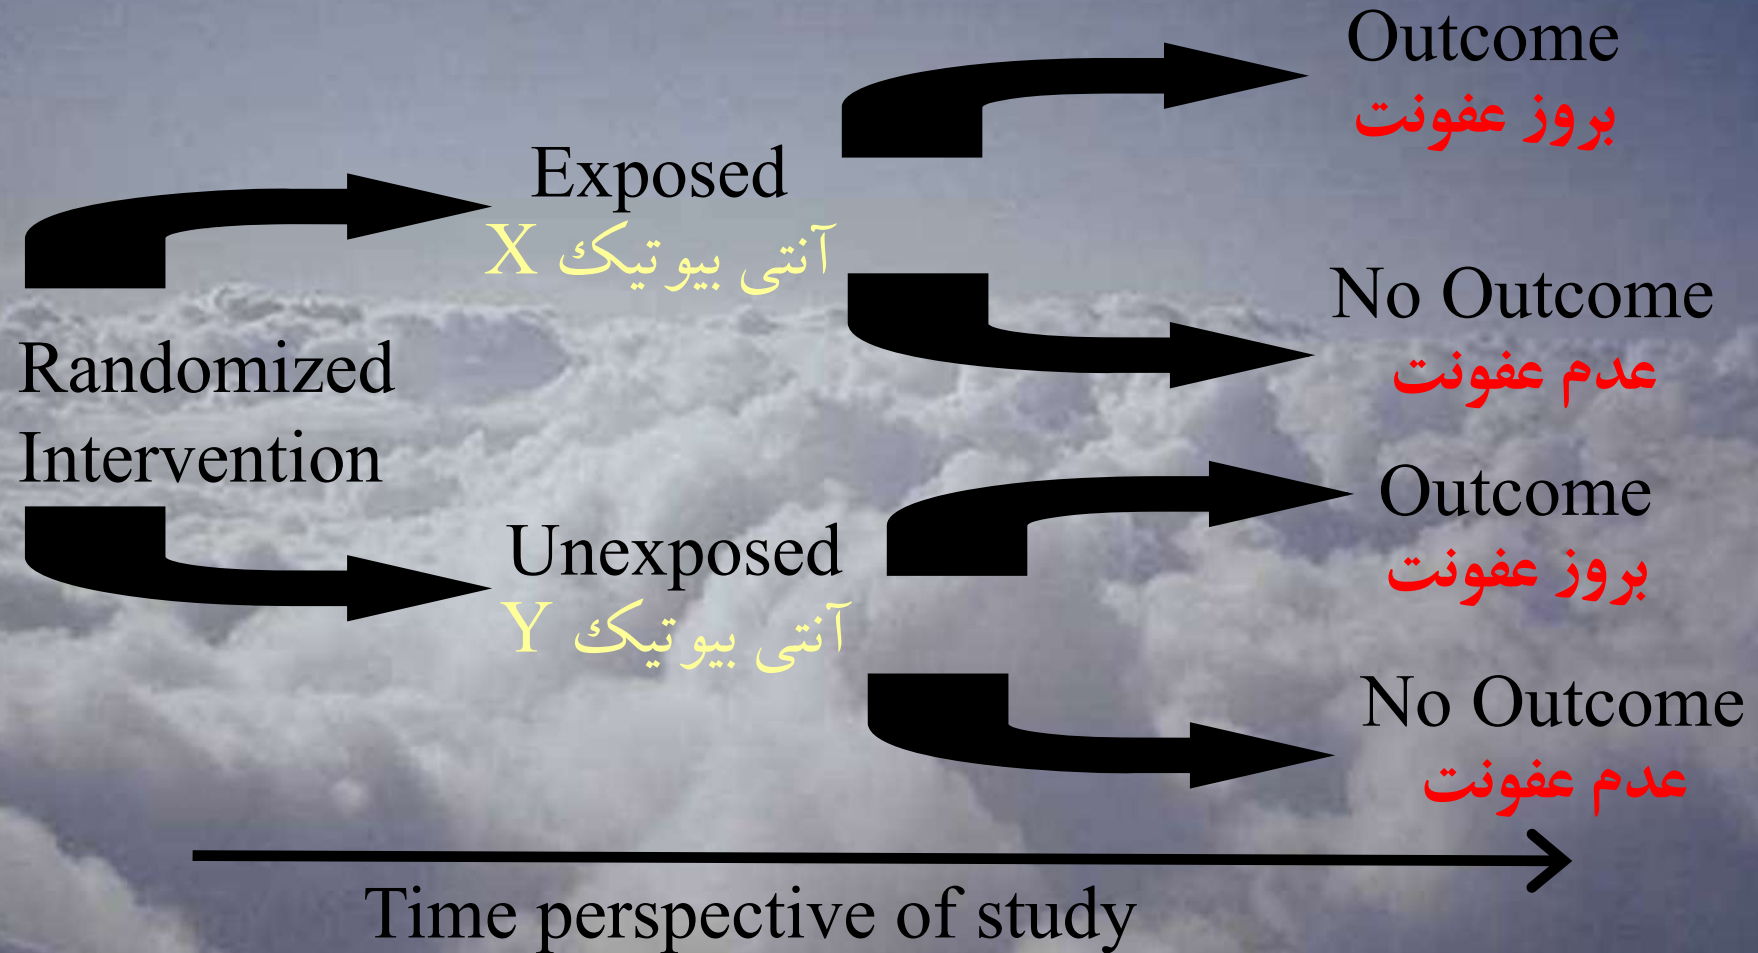 Outcome
بروز عفونت
Exposed
آنتی بیوتیک X
No Outcome
عدم عفونت
Randomized
Intervention
Outcome
بروز عفونت
Unexposed
آنتی بیوتیک Y
No Outcome
عدم عفونت
Time perspective of study